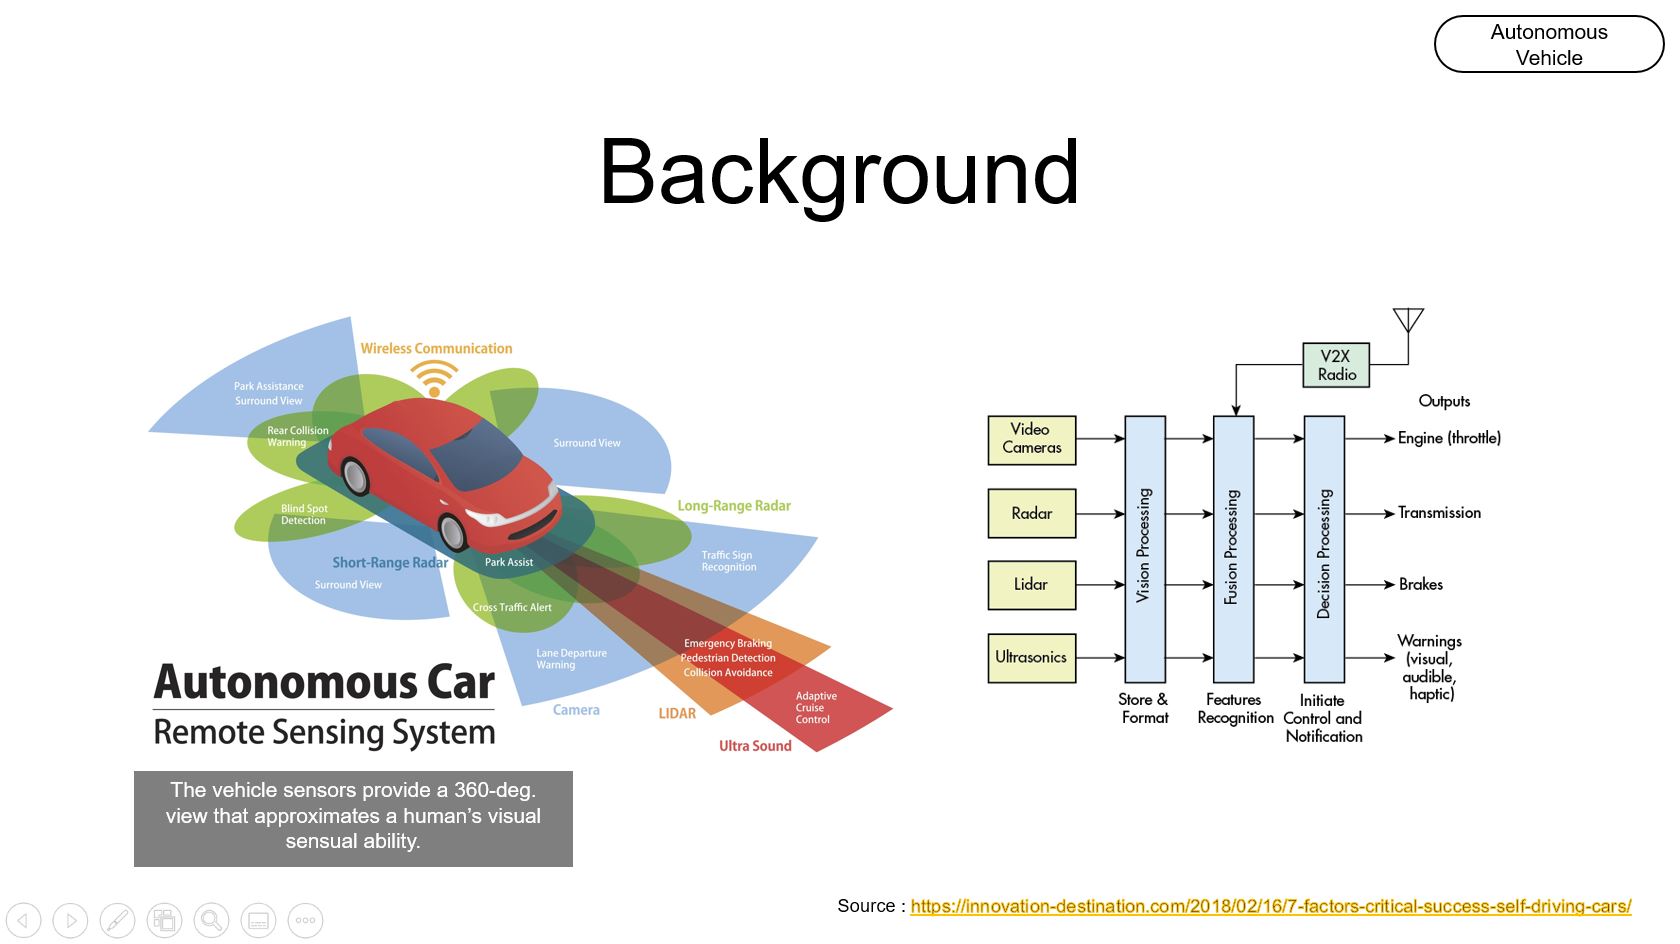 Autonomous
Vehicle
Background
Wireless Communication
Park Assistance
Surround View
Rear Collision
Warning
Surround View
Blind Spot
Detection
Long-Range Radar
Short-Range Radar
Park Assist
Traffic Sign
Recognition
Surround View
Cross Traffic Alert
Lane Departure
Warning
Emergency Braking
Pedestrian Detection
Collision Avoidance
Adaptive
Cruise
Control
Camera
LIDAR
Ultra Sound
Autonomous Car
Remote Sensing System
The vehicle sensors provide a 360-deg.
view that approximates a human's visual
sensual ability.
V2X
Radio
Outputs
Video
Cameras
Radar
Lidar
Ultrasonics
Vision Processing
Fusion Processing
Decision Processing
Engine (throttle)
Transmission
Brakes
Warnings
(visual,
audible,
haptic)
Store &
Format
Features
Recognition
Initiate
Control and
Notification
Source : https://innovation-destination.com/2018/02/16/7-factors-critical-success-self-driving-cars/